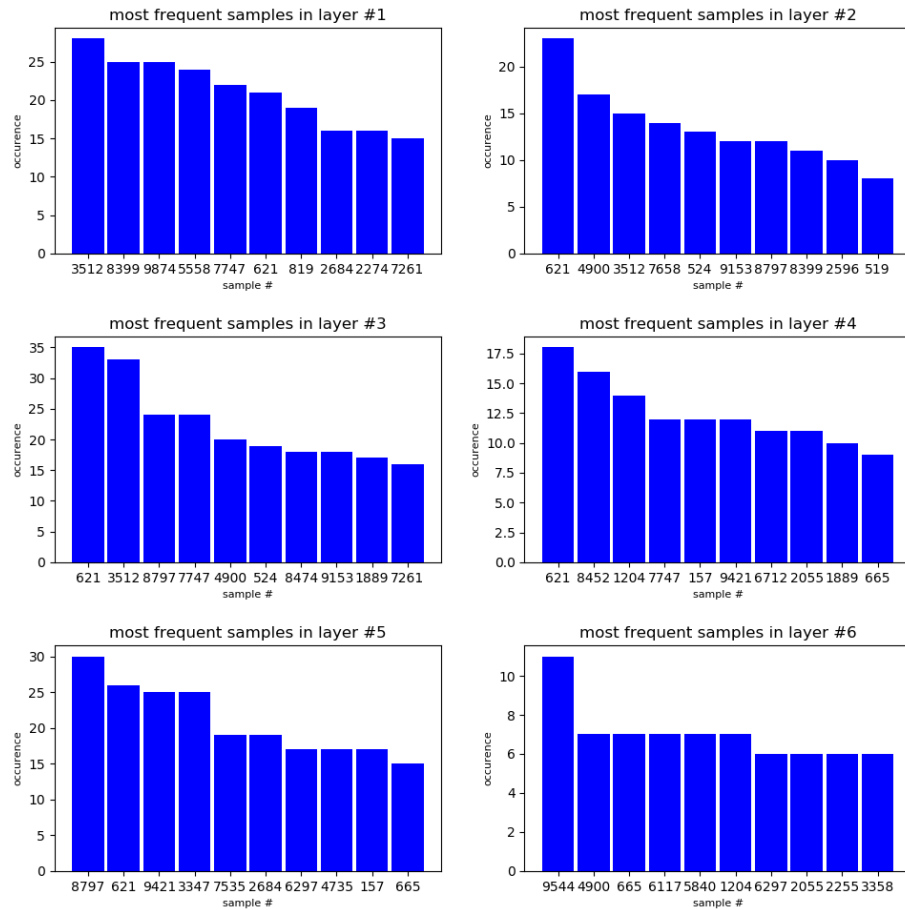 most frequent samples in layer #1
occurence
25
20
15
10
5
0
3512 8399 9874 5558 7747 621 819 2684 2274 7261
sample #
most frequent samples in layer #2
occurence
20
15
10
5
0
621 4900 3512 7658 524 9153 8797 8399 2596 519
sample #
most frequent samples in layer #3
occurence
35
30
25
20
15
10
5
0
621 3512 8797 7747 4900 524 8474 9153 1889 7261
sample #
most frequent samples in layer #4
occurence
17.5
15.0
12.5
10.0
7.5
5.0
2.5
0.0
621 8452 1204 7747 157 9421 6712 2055 1889 665
sample #
most frequent samples in layer #5
occurence
30
25
20
15
10
5
0
8797 621 9421 3347 7535 2684 6297 4735 157 665
sample #
most frequent samples in layer #6
occurence
10
8
6
4
2
0
9544 4900 665 6117 5840 1204 6297 2055 2255 3358
sample #